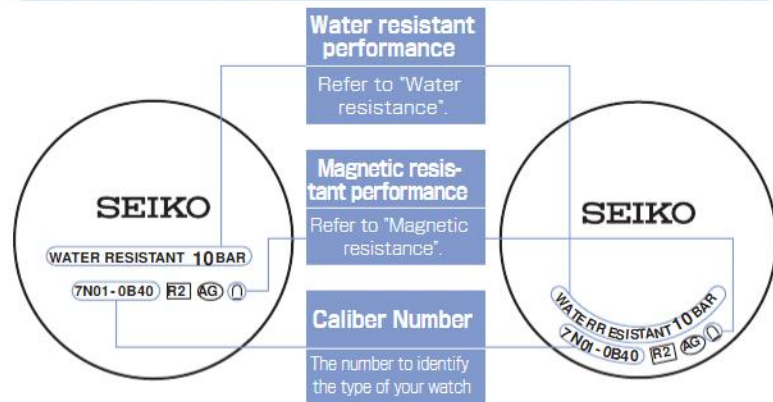 Water resistant
performance
Refer to "Water
resistance".
Magnetic resis-
tant performance
Refer to "Magnetic
resistance".
Caliber Number
The number to identify
the type of your watch
SEIKO
WATER RESISTANT 10 BAR
7N01-0B40 R2 AG
SEIKO
WATER RESISTANT 10 BAR
7N01-0B40 R2 AG